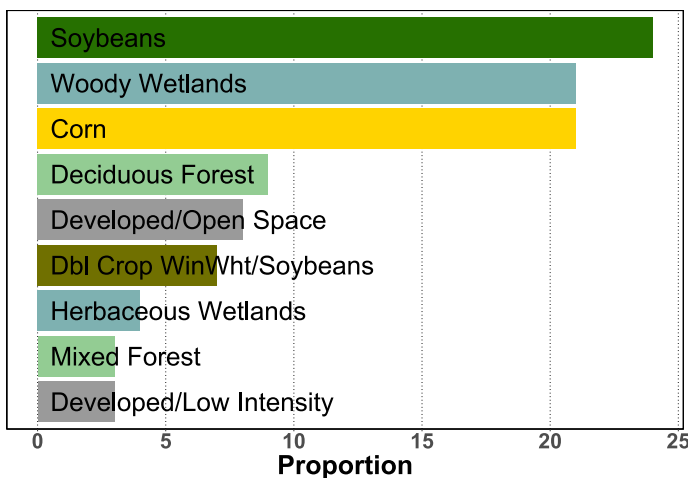 Soybeans
Woody Wetlands
Corn
Deciduous Forest
Developed/Open Space
Dbl Crop WinWht/Soybeans
Herbaceous Wetlands
Mixed Forest
Developed/Low Intensity
0 5 10 15 20 25
Proportion